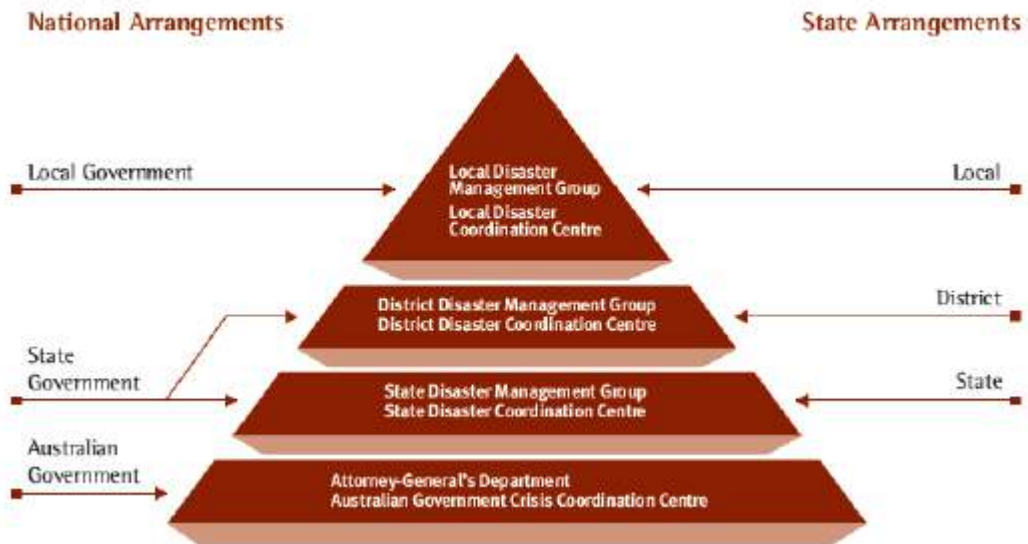 National Arrangements
State Arrangements
Local Government
Local Disaster
Management Group
Local Disaster
Coordination Centre
Local
District Disaster Management Group
District Disaster Coordination Centre
District
State
Government
State Disaster Management Group
State Disaster Coordination Centre
State
Australian
Government
Attorney-General's Department
Australian Government Crisis Coordination Centre